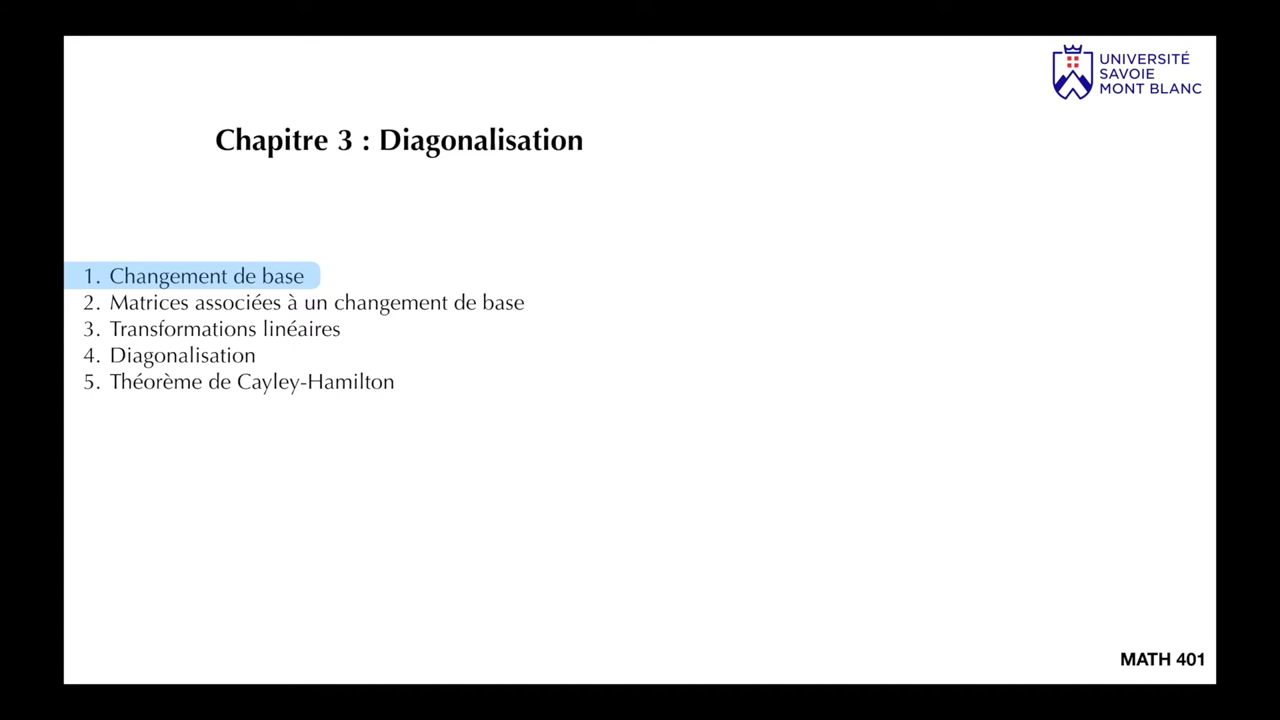 UNIVERSITÉ
SAVOIE
MONT BLANC
Chapitre 3 : Diagonalisation
1. Changement de base
2. Matrices associées à un changement de base
3. Transformations linéaires
4. Diagonalisation
5. Théorème de Cayley-Hamilton
MATH 401